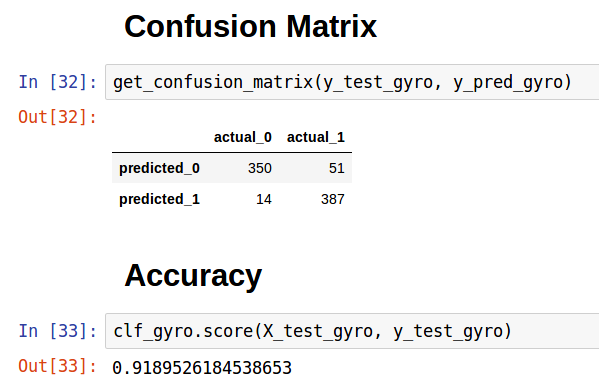 Confusion Matrix
In [32]: get_confusion_matrix(y_test_gyro, y_pred_gyro)
Out[32]:
actual_0 actual_1
predicted_0 350 51
predicted_1 14 387
Accuracy
In [33]: clf_gyro.score(X_test_gyro, y_test_gyro)
Out[33]: 0.9189526184538653